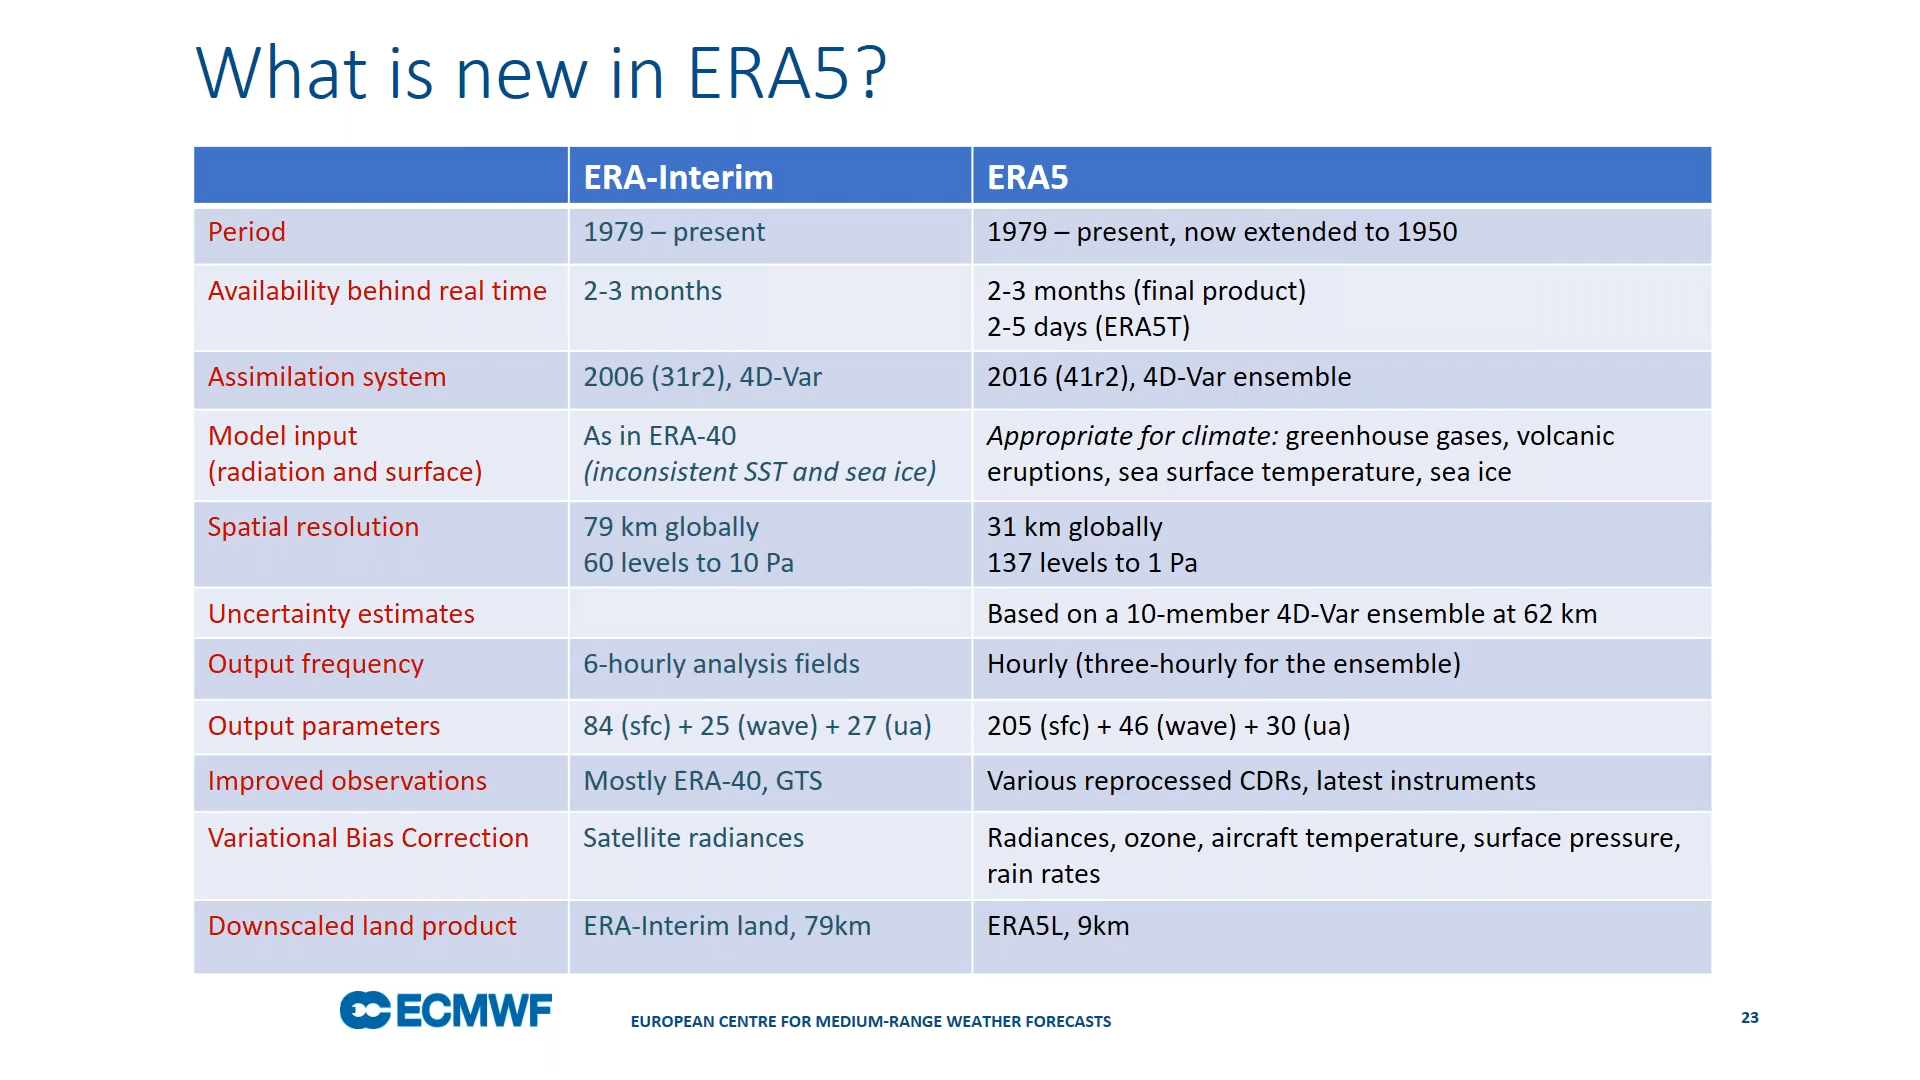 What is new in ERA5?
ERA-Interim ERA5
Period 1979 – present 1979 – present, now extended to 1950
Availability behind real time 2-3 months 2-3 months (final product)
2-5 days (ERA5T)
Assimilation system 2006 (31r2), 4D-Var 2016 (41r2), 4D-Var ensemble
Model input As in ERA-40 Appropriate for climate: greenhouse gases, volcanic
(radiation and surface) (inconsistent SST and sea ice) eruptions, sea surface temperature, sea ice
Spatial resolution 79 km globally 31 km globally
60 levels to 10 Pa 137 levels to 1 Pa
Uncertainty estimates Based on a 10-member 4D-Var ensemble at 62 km
Output frequency 6-hourly analysis fields Hourly (three-hourly for the ensemble)
Output parameters 84 (sfc) + 25 (wave) + 27 (ua) 205 (sfc) + 46 (wave) + 30 (ua)
Improved observations Mostly ERA-40, GTS Various reprocessed CDRs, latest instruments
Variational Bias Correction Satellite radiances Radiances, ozone, aircraft temperature, surface pressure,
rain rates
Downscaled land product ERA-Interim land, 79km ERA5L, 9km
ECMWF EUROPEAN CENTRE FOR MEDIUM-RANGE WEATHER FORECASTS 23